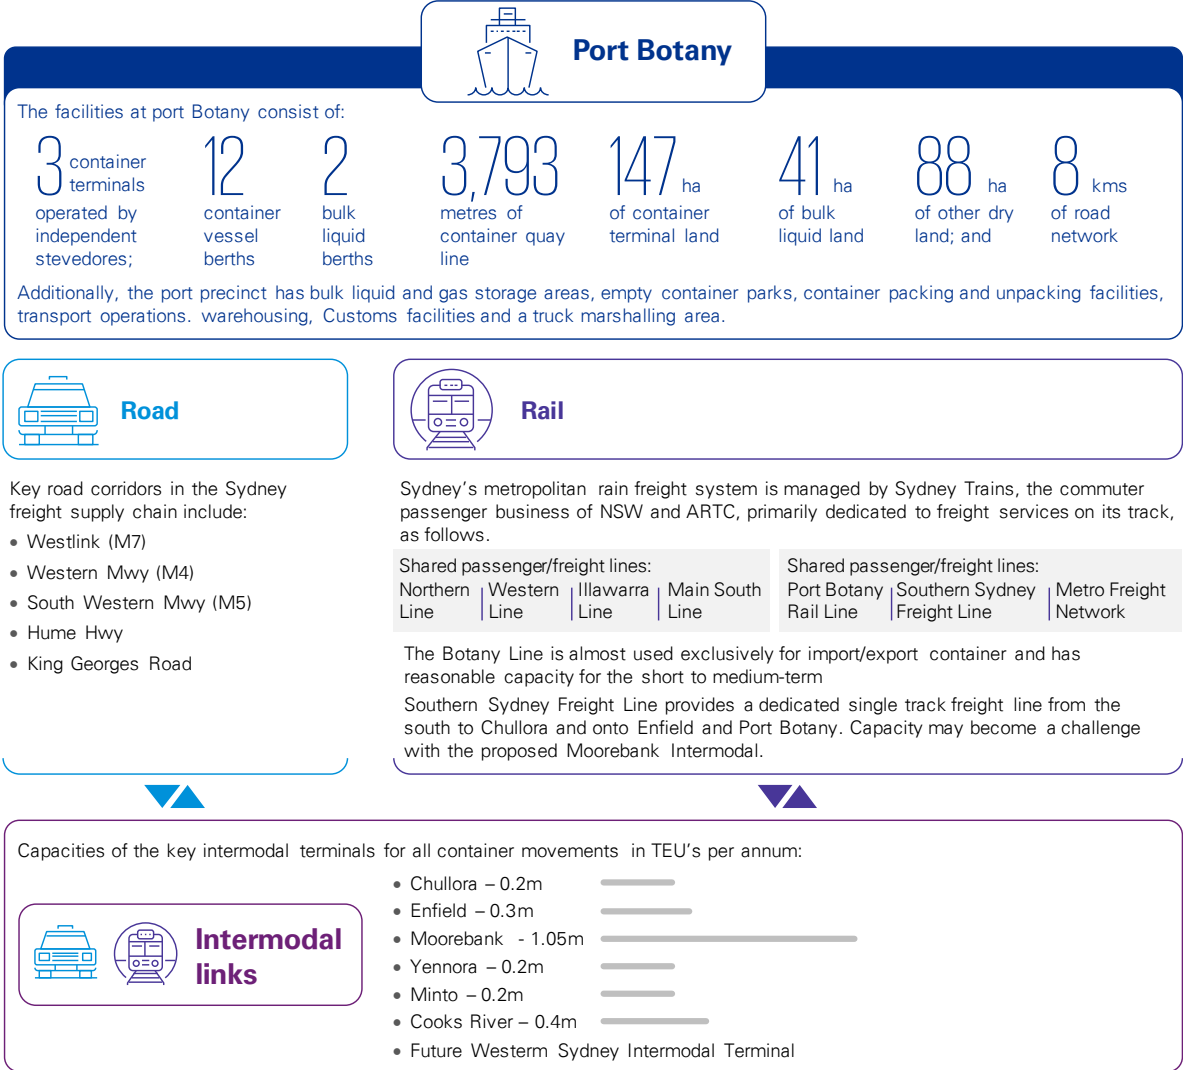 Port Botany
The facilities at port Botany consist of:
3 container
terminals
operated by
independent
stevedores;
12
container
vessel
berths
2
bulk
liquid
berths
3,793
metres of
container quay
line
147 ha
of container
terminal land
41 ha
of bulk
liquid land
88 ha
of other dry
land; and
8 kms
of road
network
Additionally, the port precinct has bulk liquid and gas storage areas, empty container parks, container packing and unpacking facilities,
transport operations. warehousing, Customs facilities and a truck marshalling area.
Road
Key road corridors in the Sydney
freight supply chain include:
• Westlink (M7)
• Western Mwy (M4)
• South Western Mwy (M5)
• Hume Hwy
• King Georges Road
Rail
Sydney's metropolitan rain freight system is managed by Sydney Trains, the commuter
passenger business of NSW and ARTC, primarily dedicated to freight services on its track,
as follows.
Shared passenger/freight lines:
Northern
Line
Western
Line
Illawarra
Line
Main South
Line
Shared passenger/freight lines:
Port Botany
Rail Line
Southern Sydney
Freight Line
Metro Freight
Network
The Botany Line is almost used exclusively for import/export container and has
reasonable capacity for the short to medium-term
Southern Sydney Freight Line provides a dedicated single track freight line from the
south to Chullora and onto Enfield and Port Botany. Capacity may become a challenge
with the proposed Moorebank Intermodal.
Capacities of the key intermodal terminals for all container movements in TEU's per annum:
Intermodal
links
• Chullora – 0.2m
• Enfield – 0.3m
• Moorebank - 1.05m
• Yennora – 0.2m
• Minto – 0.2m
• Cooks River – 0.4m
• Future Westerm Sydney Intermodal Terminal